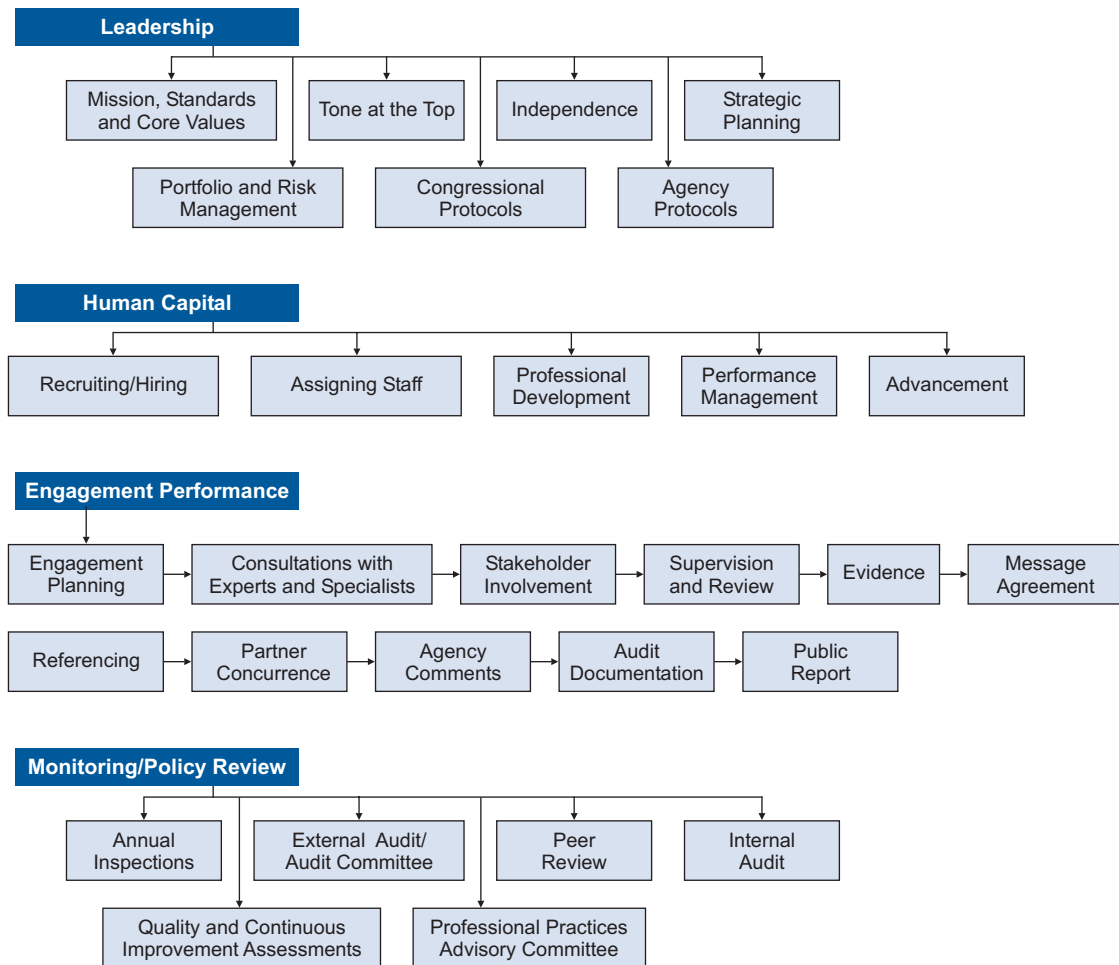 Leadership
Mission, Standards
and Core Values
Tone at the Top
Independence
Strategic
Planning
Portfolio and Risk
Management
Congressional
Protocols
Agency
Protocols
Human Capital
Recruiting/Hiring
Assigning Staff
Professional
Development
Performance
Management
Advancement
Engagement Performance
Engagement
Planning
Consultations with
Experts and Specialists
Stakeholder
Involvement
Supervision
and Review
Evidence
Message
Agreement
Referencing
Partner
Concurrence
Agency
Comments
Audit
Documentation
Public
Report
Monitoring/Policy Review
Annual
Inspections
External Audit/
Audit Committee
Peer
Review
Internal
Audit
Quality and Continuous
Improvement Assessments
Professional Practices
Advisory Committee